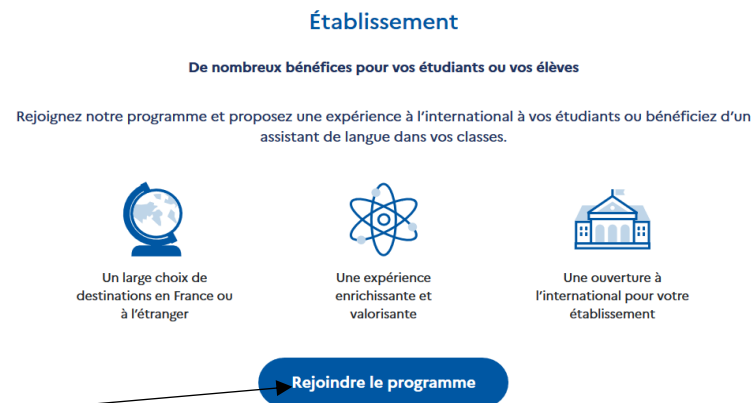 Établissement
De nombreux bénéfices pour vos étudiants ou vos élèves
Rejoignez notre programme et proposez une expérience à l'international à vos étudiants ou bénéficiez d'un
assistant de langue dans vos classes.
Un large choix de
destinations en France ou
à l'étranger
Une expérience
enrichissante et
valorisante
Une ouverture à
l'international pour votre
établissement
Rejoindre le programme